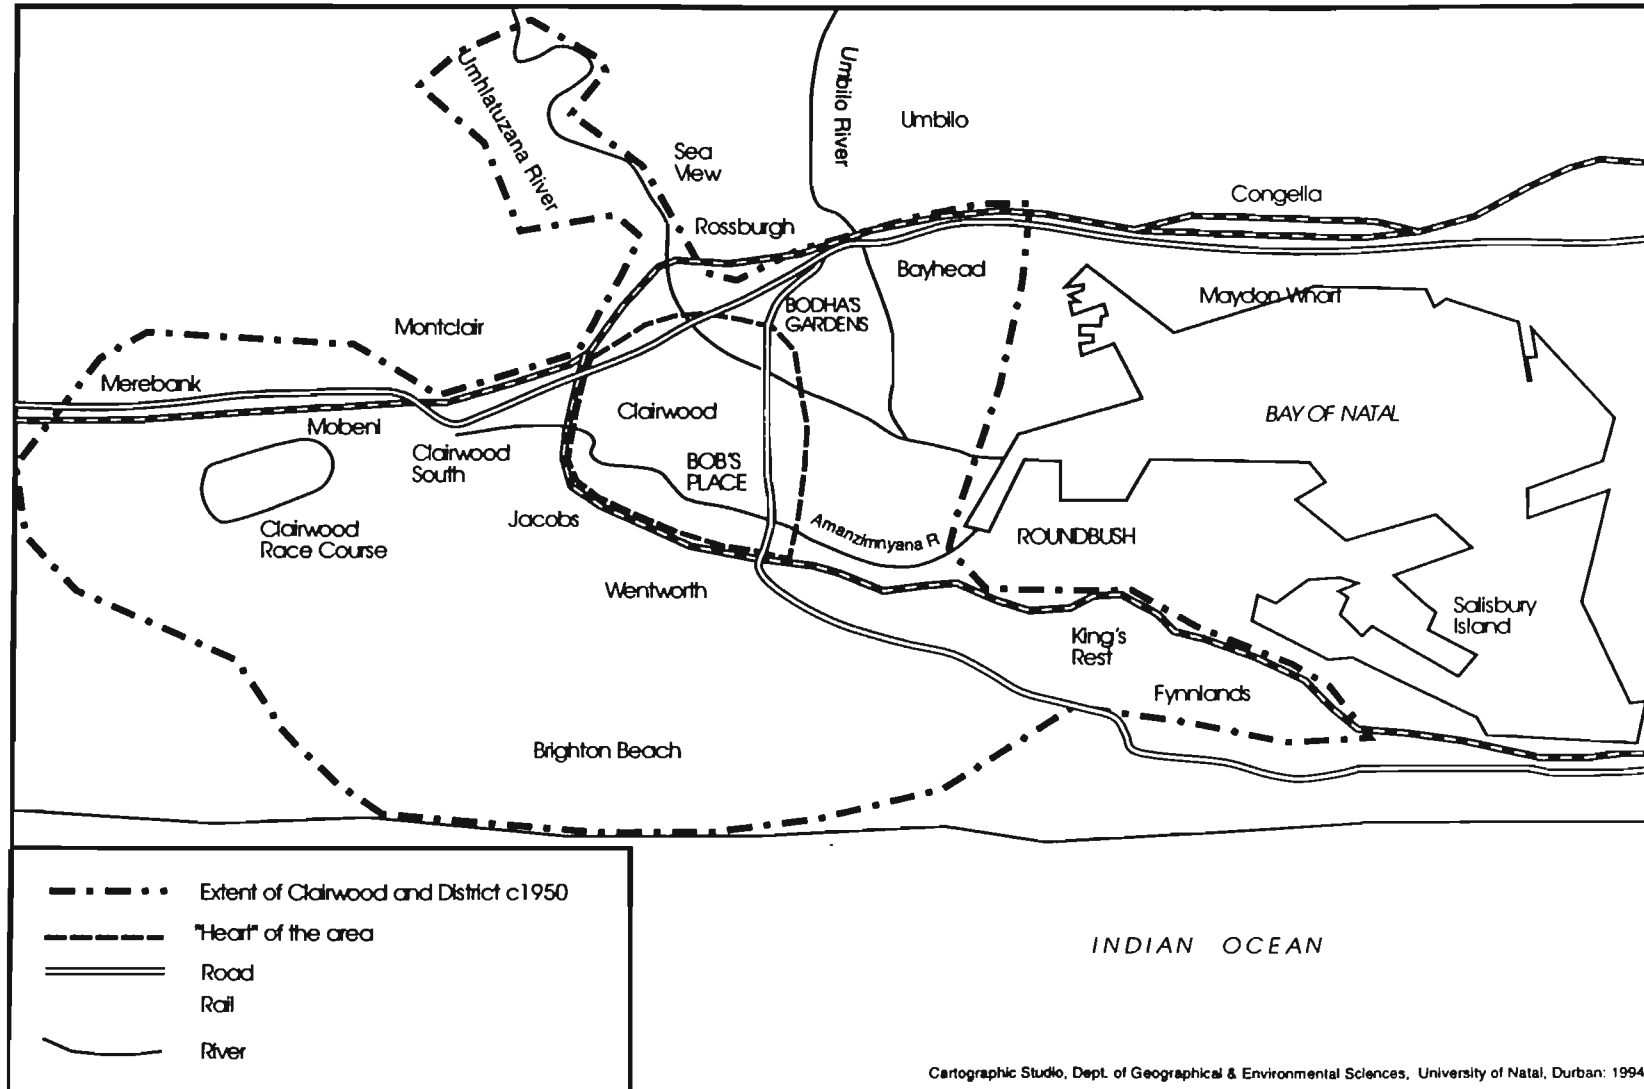 Umhlatuzana River
Umbilo River
Umbilo
Sea
View
Rossburgh
Congella
Bayhead
Maydon Wharf
BODHA'S
GARDENS
Montclair
Merebank
Mobeni
Clairwood
BAY OF NATAL
Clairwood
South
BOB'S
PLACE
Clairwood
Race Course
Jacobs
Amanzimnyana R
ROUNDBUSH
Wentworth
King's
Rest
Salisbury
Island
Fynnlands
Brighton Beach
INDIAN OCEAN
Extent of Clairwood and District c1950
"Heart" of the area
Road
Rail
River
Cartographic Studio, Dept. of Geographical & Environmental Sciences, University of Natal, Durban: 1994